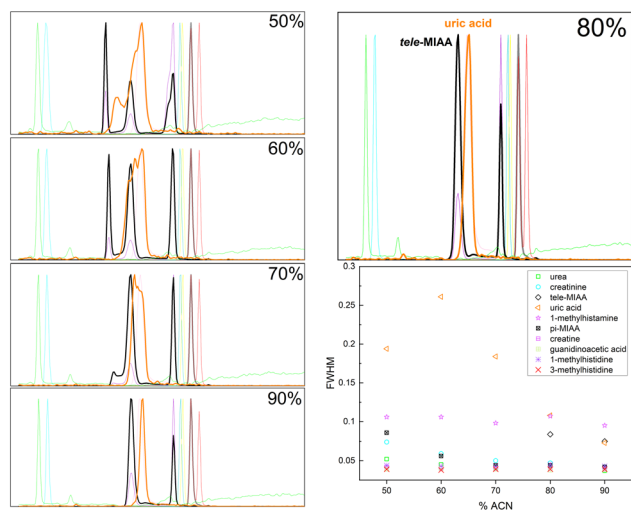 50%
60%
70%
90%
80%
uric acid
tele-MIAA
0.3
0.25
0.2
0.15
0.1
0.05
FWHM
urea
creatinine
tele-MIAA
uric acid
1-methylhistamine
pi-MIAA
creatine
guanidinoacetic acid
1-methylhistidine
3-methylhistidine
50 60 70 80 90
% ACN